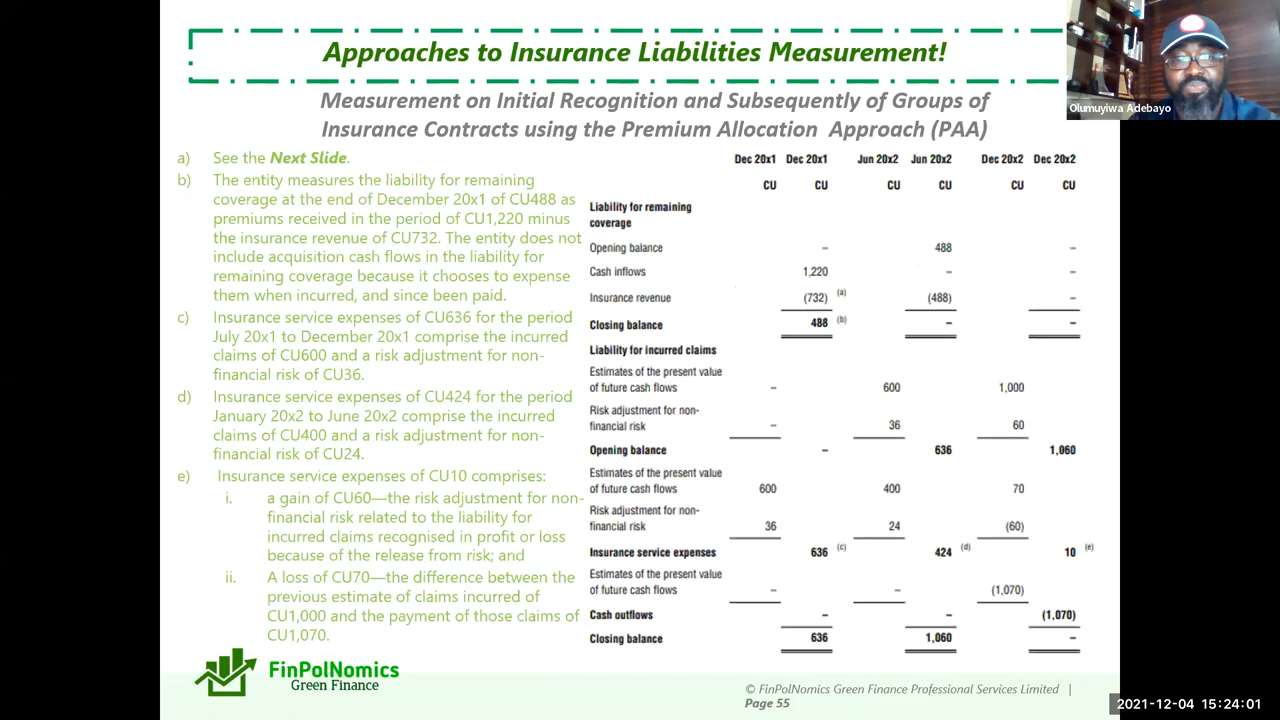 Approaches to Insurance Liabilities Measurement!
Olumuyiwa Adebayo
Measurement on Initial Recognition and Subsequently of Groups of
Insurance Contracts using the Premium Allocation Approach (PAA)
a) See the Next Slide.
b) The entity measures the liability for remaining
coverage at the end of December 20x1 of CU488 as
premiums received in the period of CU1,220 minus
the insurance revenue of CU732. The entity does not
include acquisition cash flows in the liability for
remaining coverage because it chooses to expense
them when incurred, and since been paid.
c) Insurance service expenses of CU636 for the period
July 20x1 to December 20x1 comprise the incurred
claims of CU600 and a risk adjustment for non-
financial risk of CU36.
d) Insurance service expenses of CU424 for the period
January 20x2 to June 20x2 comprise the incurred
claims of CU400 and a risk adjustment for non-
financial risk of CU24.
e) Insurance service expenses of CU10 comprises:
i. a gain of CU60—the risk adjustment for non-
financial risk related to the liability for
incurred claims recognised in profit or loss
because of the release from risk; and
ii. A loss of CU70—the difference between the
previous estimate of claims incurred of
CU1,000 and the payment of those claims of
CU1,070.
Dec 20x1 Dec 20x1 Jun 20x2 Jun 20x2 Dec 20x2 Dec 20x2
CU CU CU CU CU CU
Liability for remaining
coverage
Opening balance – 488 –
Cash inflows 1,220 – –
Insurance revenue (732) (a) (488) –
Closing balance 488 (b) – –
Liability for incurred claims
Estimates of the present value
of future cash flows – 600 1,000
Risk adjustment for non-
financial risk – 36 60
Opening balance – 636 1,060
Estimates of the present value
of future cash flows 600 400 70
Risk adjustment for non-
financial risk 36 24 (60)
Insurance service expenses 636 (c) 424 (d) 10 (e)
Estimates of the present value
of future cash flows – – (1,070)
Cash outflows – – (1,070)
Closing balance 636 1,060 –
FinPolNomics
Green Finance
© FinPolNomics Green Finance Professional Services Limited |
Page 55
2021-12-04 15:24:01